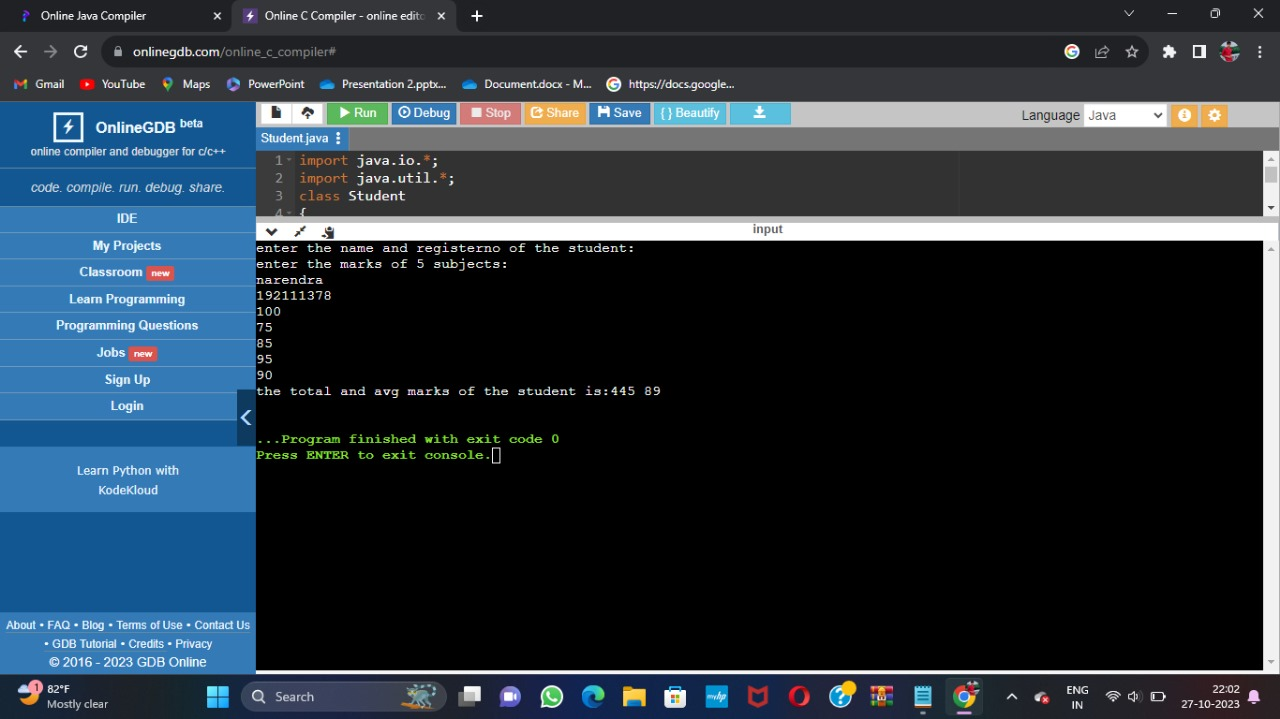 Online Java Compiler
Online C Compiler - online edito
onlinegdb.com/online_c_compiler#
Gmail
YouTube
Maps
PowerPoint
Presentation 2.pptx...
Document.docx - M...
https://docs.google...
OnlineGDB beta
online compiler and debugger for c/c++
code. compile. run. debug. share.
IDE
My Projects
Classroom new
Learn Programming
Programming Questions
Jobs new
Sign Up
Login
Learn Python with
KodeKloud
About • FAQ • Blog • Terms of Use • Contact Us
• GDB Tutorial • Credits • Privacy
© 2016 - 2023 GDB Online
Run
Debug
Stop
Share
Save
{ } Beautify
Language Java
Student.java
1 import java.io.*;
2 import java.util.*;
3 class Student
4 {
input
enter the name and registerno of the student:
enter the marks of 5 subjects:
narendra
192111378
100
75
85
95
90
the total and avg marks of the student is:445 89
...Program finished with exit code 0
Press ENTER to exit console.
1
82°F
Mostly clear
Search
ENG
IN
22:02
27-10-2023